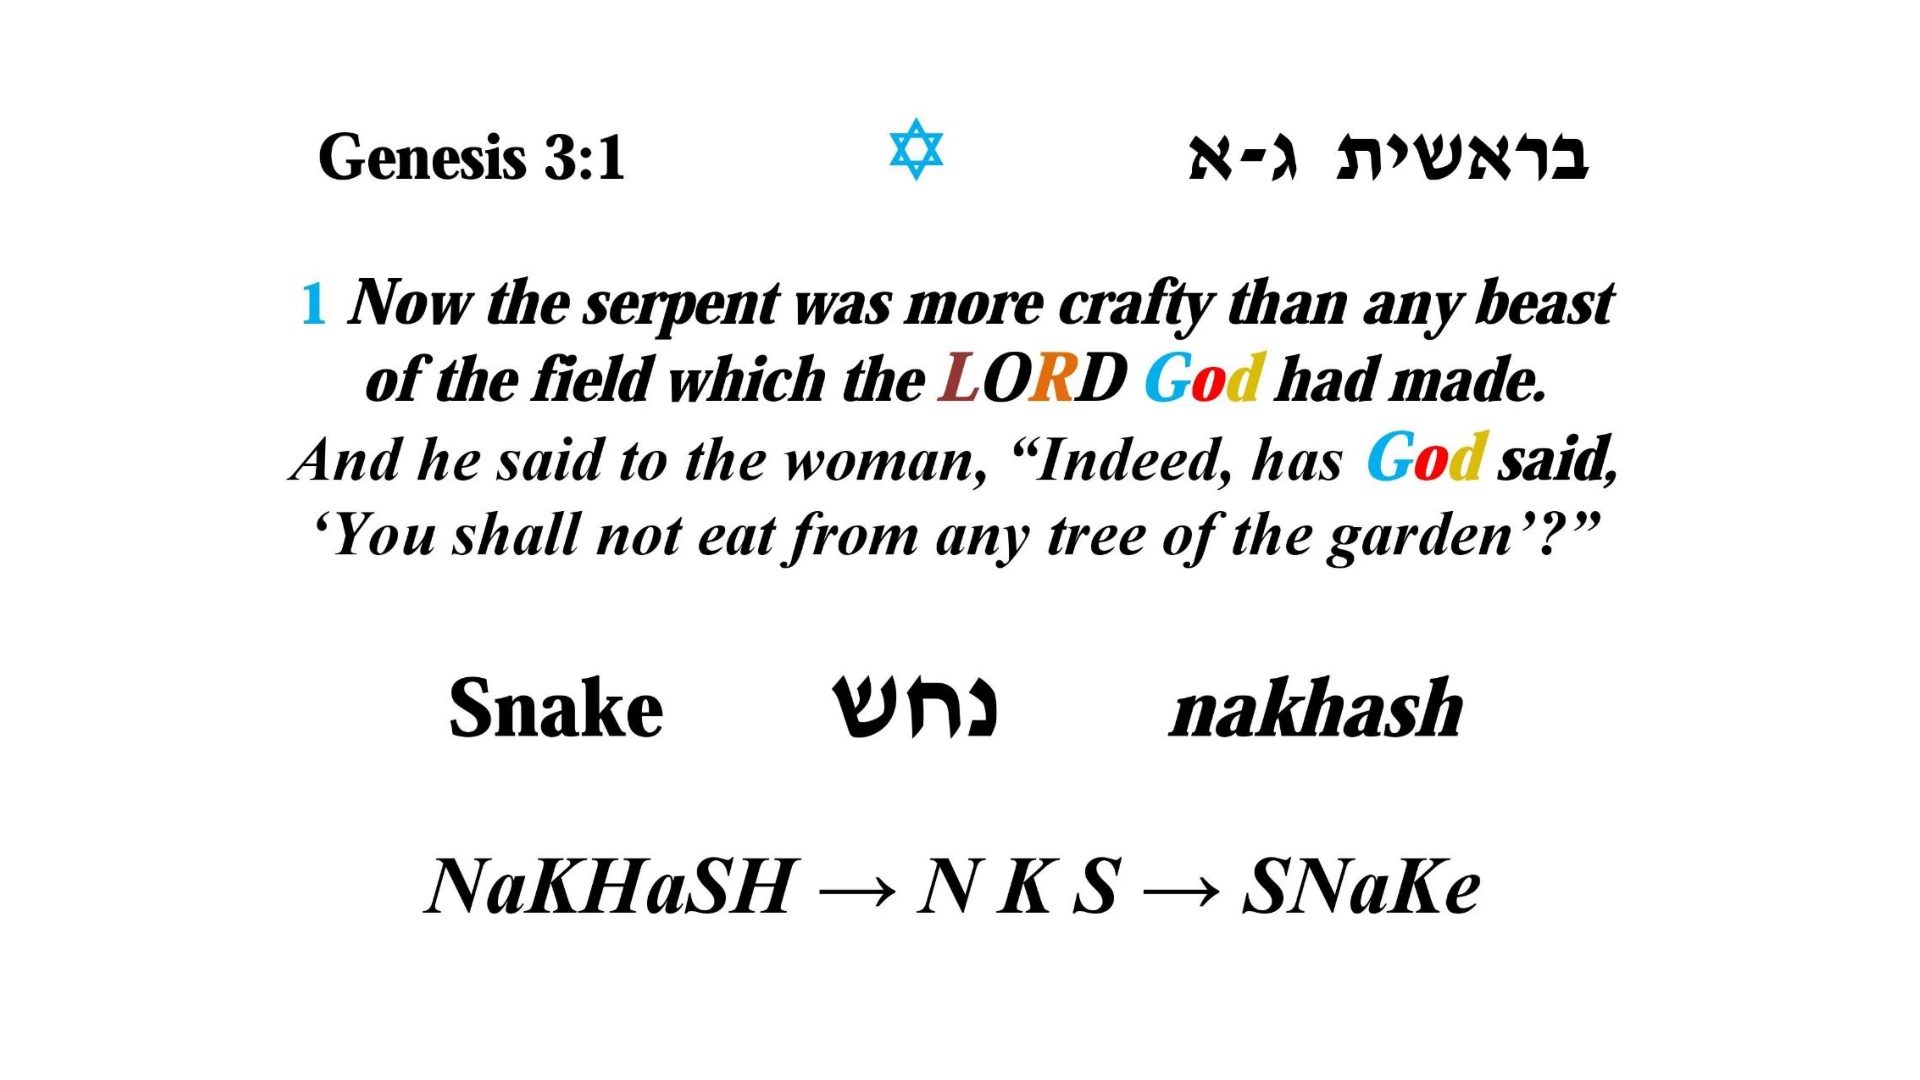 Genesis 3:1 ✡ בראשית ג-א
1 Now the serpent was more crafty than any beast
of the field which the LORD God had made.
And he said to the woman, “Indeed, has God said,
‘You shall not eat from any tree of the garden’?”
Snake נחש nakhash
NaKHaSH → N K S → SNaKe